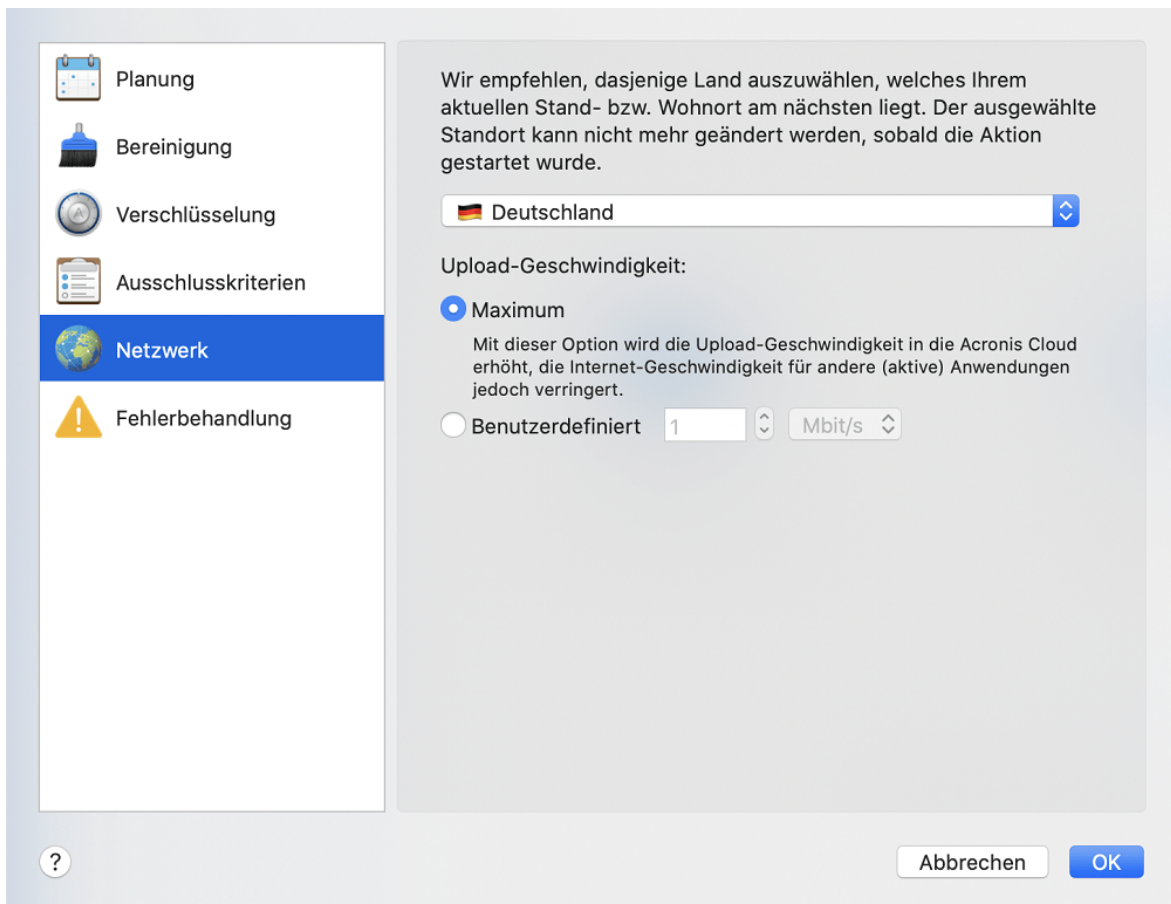 Planung
Bereinigung
Verschlüsselung
Ausschlusskriterien
Netzwerk
Fehlerbehandlung
Wir empfehlen, dasjenige Land auszuwählen, welches Ihrem
aktuellen Stand- bzw. Wohnort am nächsten liegt. Der ausgewählte
Standort kann nicht mehr geändert werden, sobald die Aktion
gestartet wurde.
Deutschland
Upload-Geschwindigkeit:
Maximum
Mit dieser Option wird die Upload-Geschwindigkeit in die Acronis Cloud
erhöht, die Internet-Geschwindigkeit für andere (aktive) Anwendungen
jedoch verringert.
Benutzerdefiniert 1 Mbit/s
? Abbrechen OK